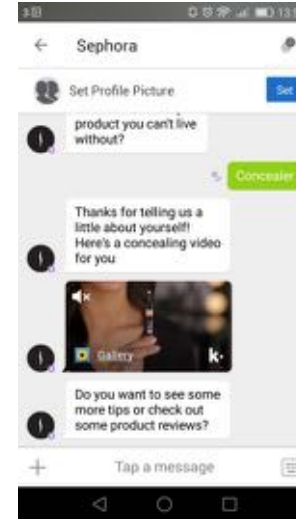 Sephora
Set Profile Picture
Set
product you can't live
without?
Concealer
Thanks for telling us a
little about yourself!
Here's a concealing video
for you
Gallery
k·
Do you want to see some
more tips or check out
some product reviews?
Tap a message